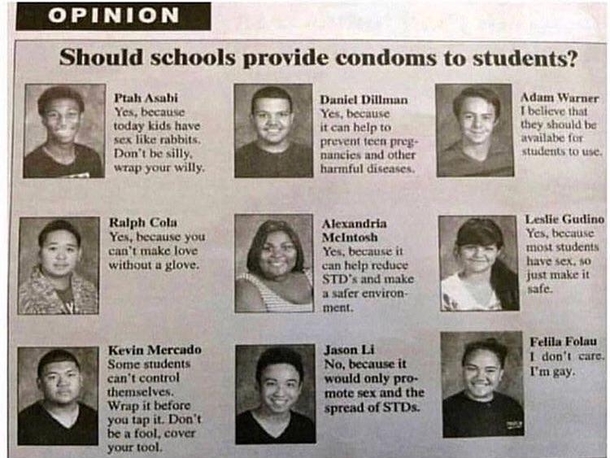 OPINION
Should schools provide condoms to students?
Ptah Asabi
Yes, because
today kids have
sex like rabbits.
Don't be silly,
wrap your willy.
Daniel Dillman
Yes, because
it can help to
prevent teen preg-
nancies and other
harmful diseases.
Adam Warner
I believe that
they should be
availabe for
students to use.
Ralph Cola
Yes, because you
can't make love
without a glove.
Alexandria
McIntosh
Yes, because it
can help reduce
STD's and make
a safer environ-
ment.
Leslie Gudino
Yes, because
most students
have sex, so
just make it
safe.
Kevin Mercado
Some students
can't control
themselves.
Wrap it before
you tap it. Don't
be a fool, cover
your tool.
Jason Li
No, because it
would only pro-
mote sex and the
spread of STDs.
Felila Folau
I don't care.
I'm gay.